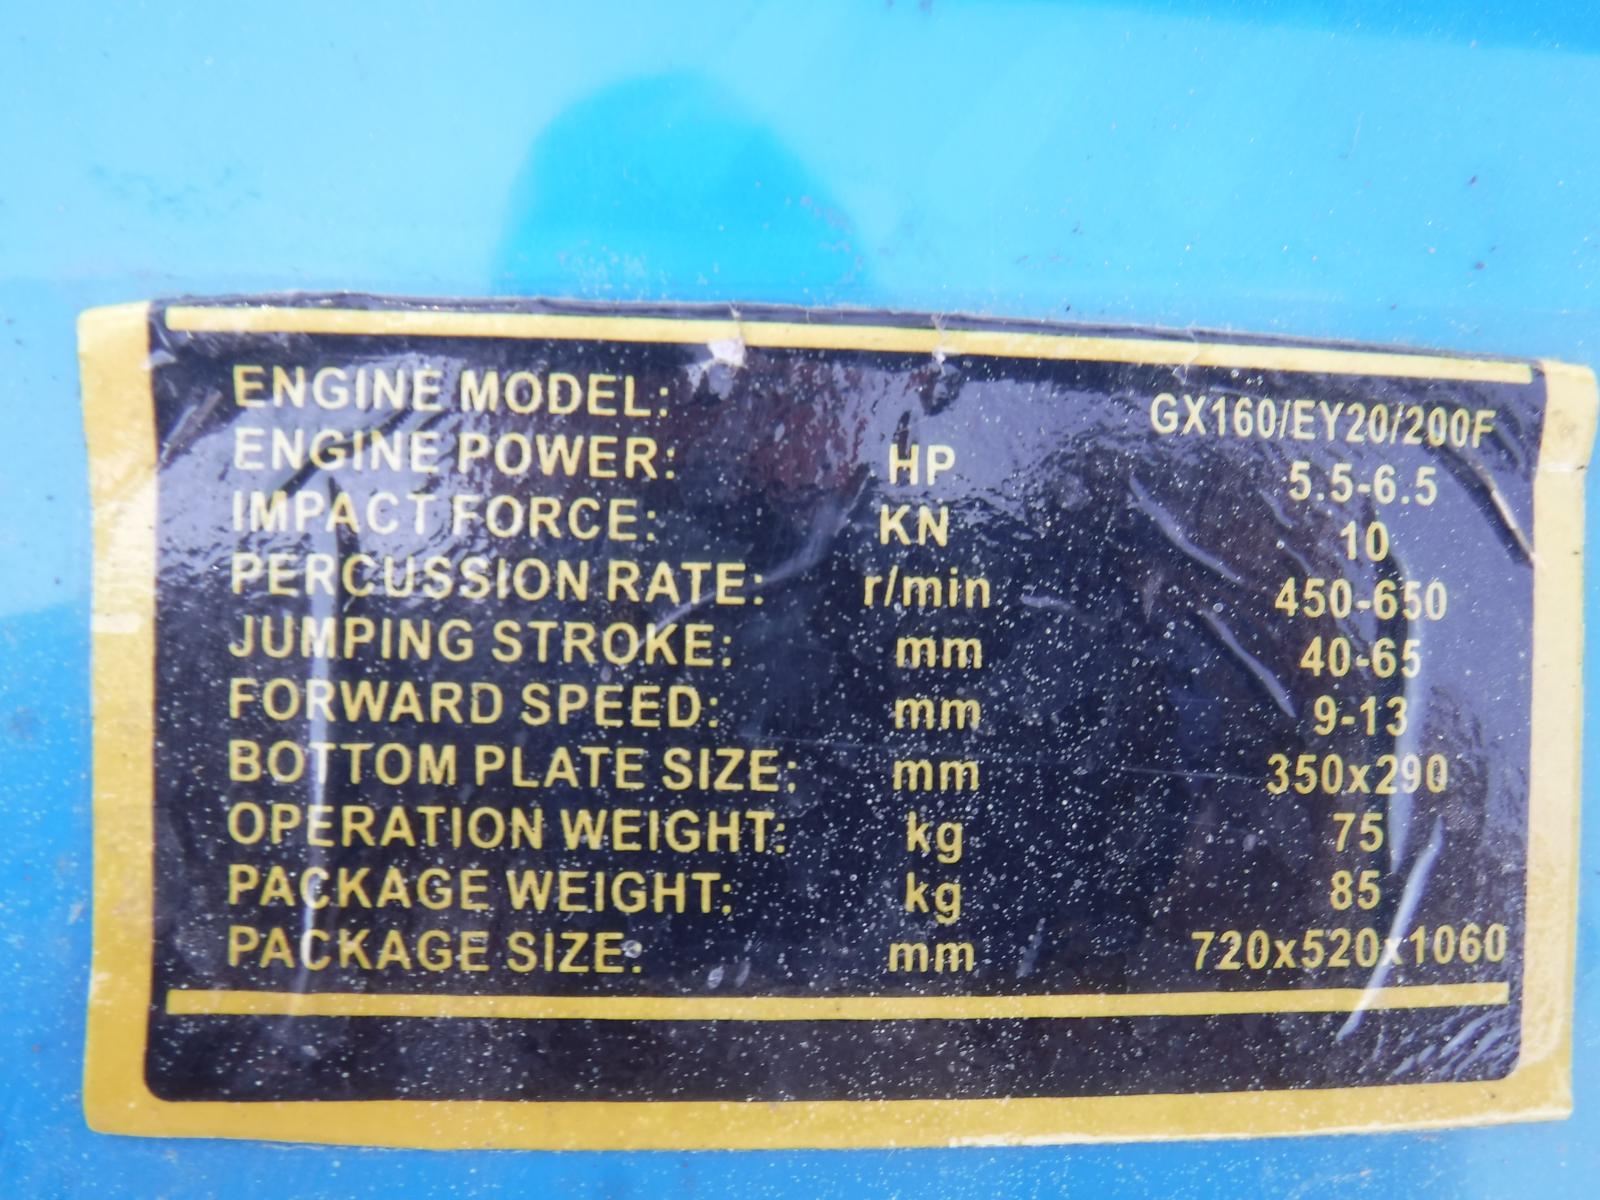 ENGINE MODEL: GX160/EY20/200F
ENGINE POWER: HP 5.5-6.5
IMPACT FORCE: KN 10
PERCUSSION RATE: r/min 450-650
JUMPING STROKE: mm 40-65
FORWARD SPEED: mm 9-13
BOTTOM PLATE SIZE: mm 350x290
OPERATION WEIGHT: kg 75
PACKAGE WEIGHT: kg 85
PACKAGE SIZE: mm 720x520x1060